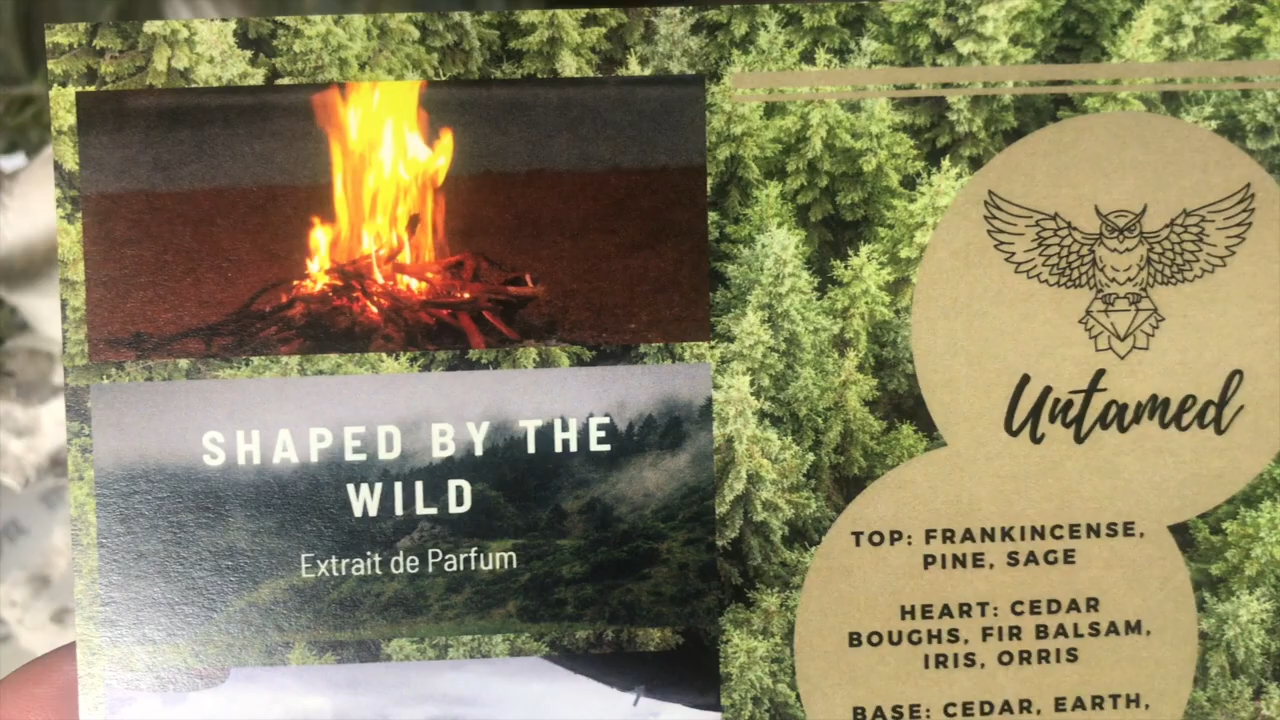 SHAPED BY THE
WILD
Extrait de Parfum
Untamed
TOP: FRANKINCENSE,
PINE, SAGE
HEART: CEDAR
BOUGHS, FIR BALSAM,
IRIS, ORRIS
BASE: CEDAR, EARTH,